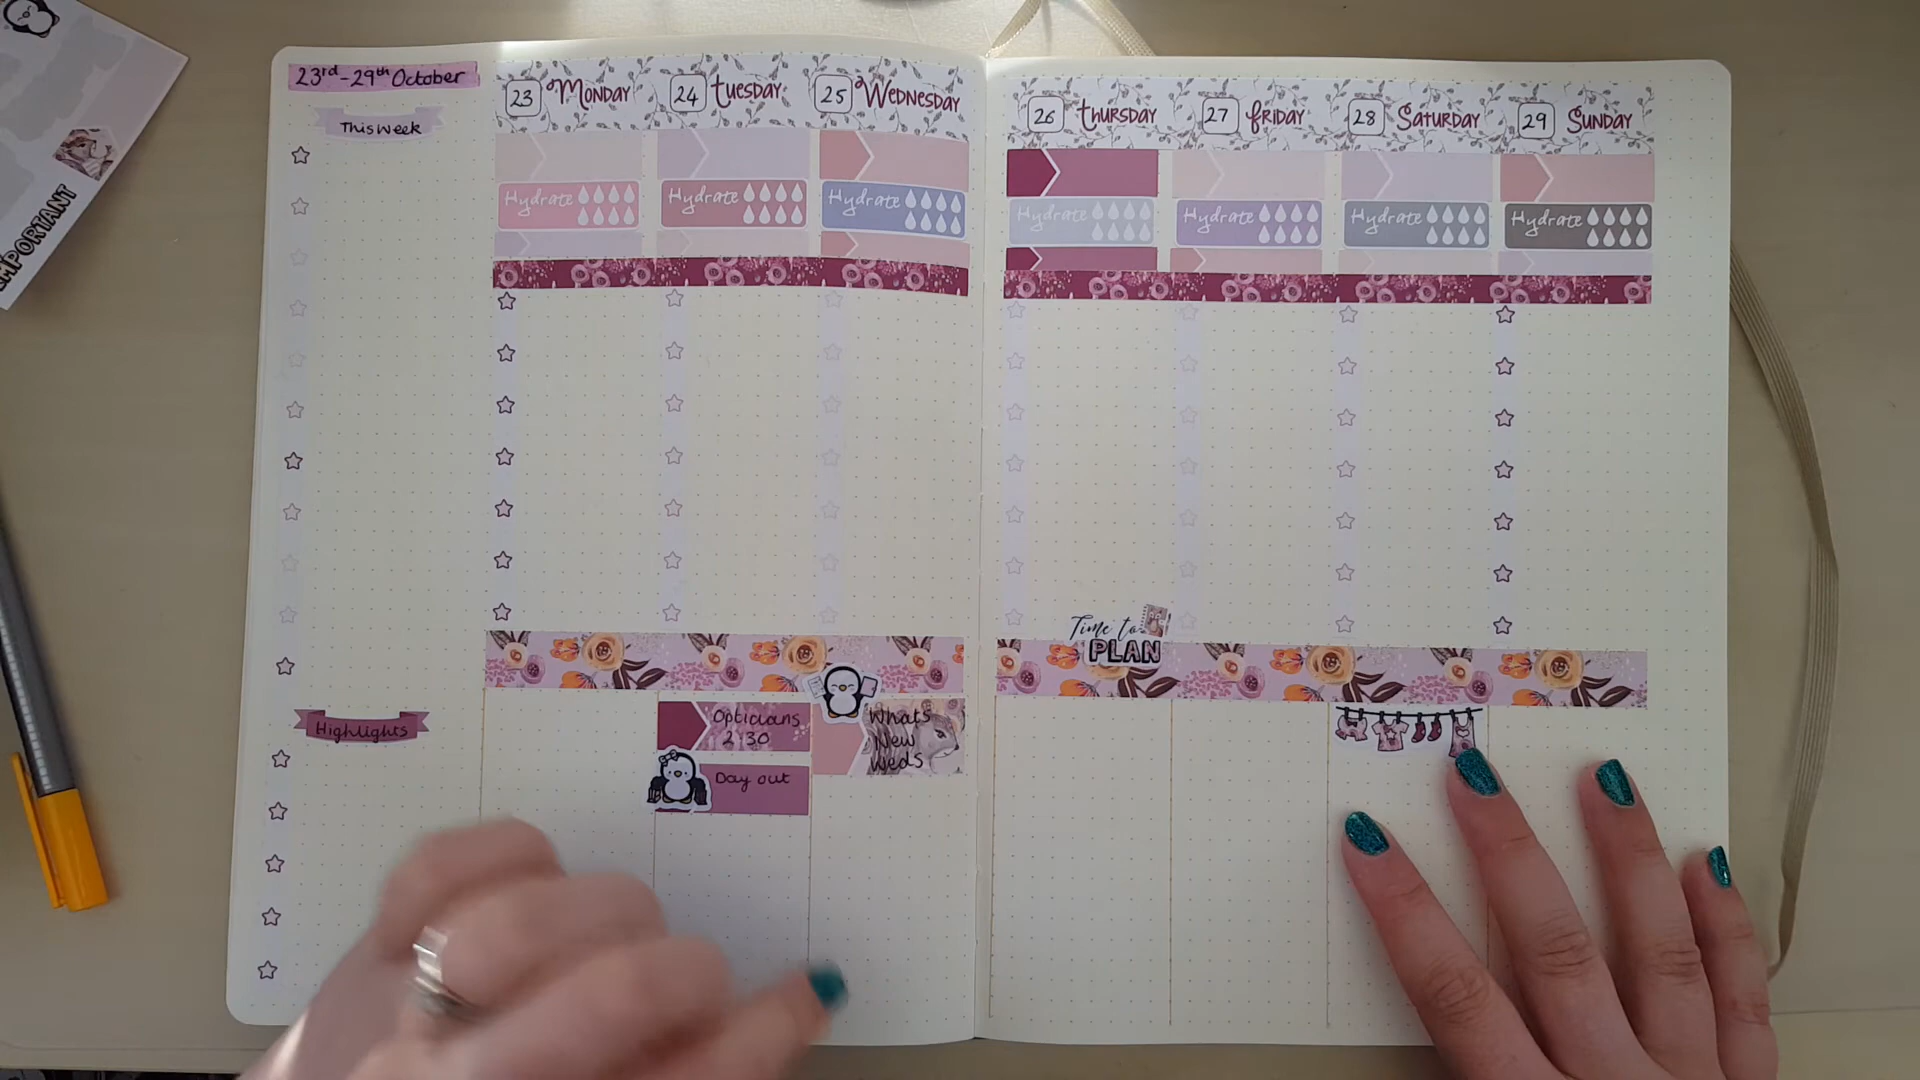 IMPORTANT
23rd-29th October
This Week
23 Monday
24 Tuesday
25 Wednesday
26 Thursday
27 Friday
28 Saturday
29 Sunday
Hydrate
Hydrate
Hydrate
Hydrate
Hydrate
Hydrate
Hydrate
Time to
PLAN
Highlights
Opticians
2:30
Day out
Whats
New
Weds